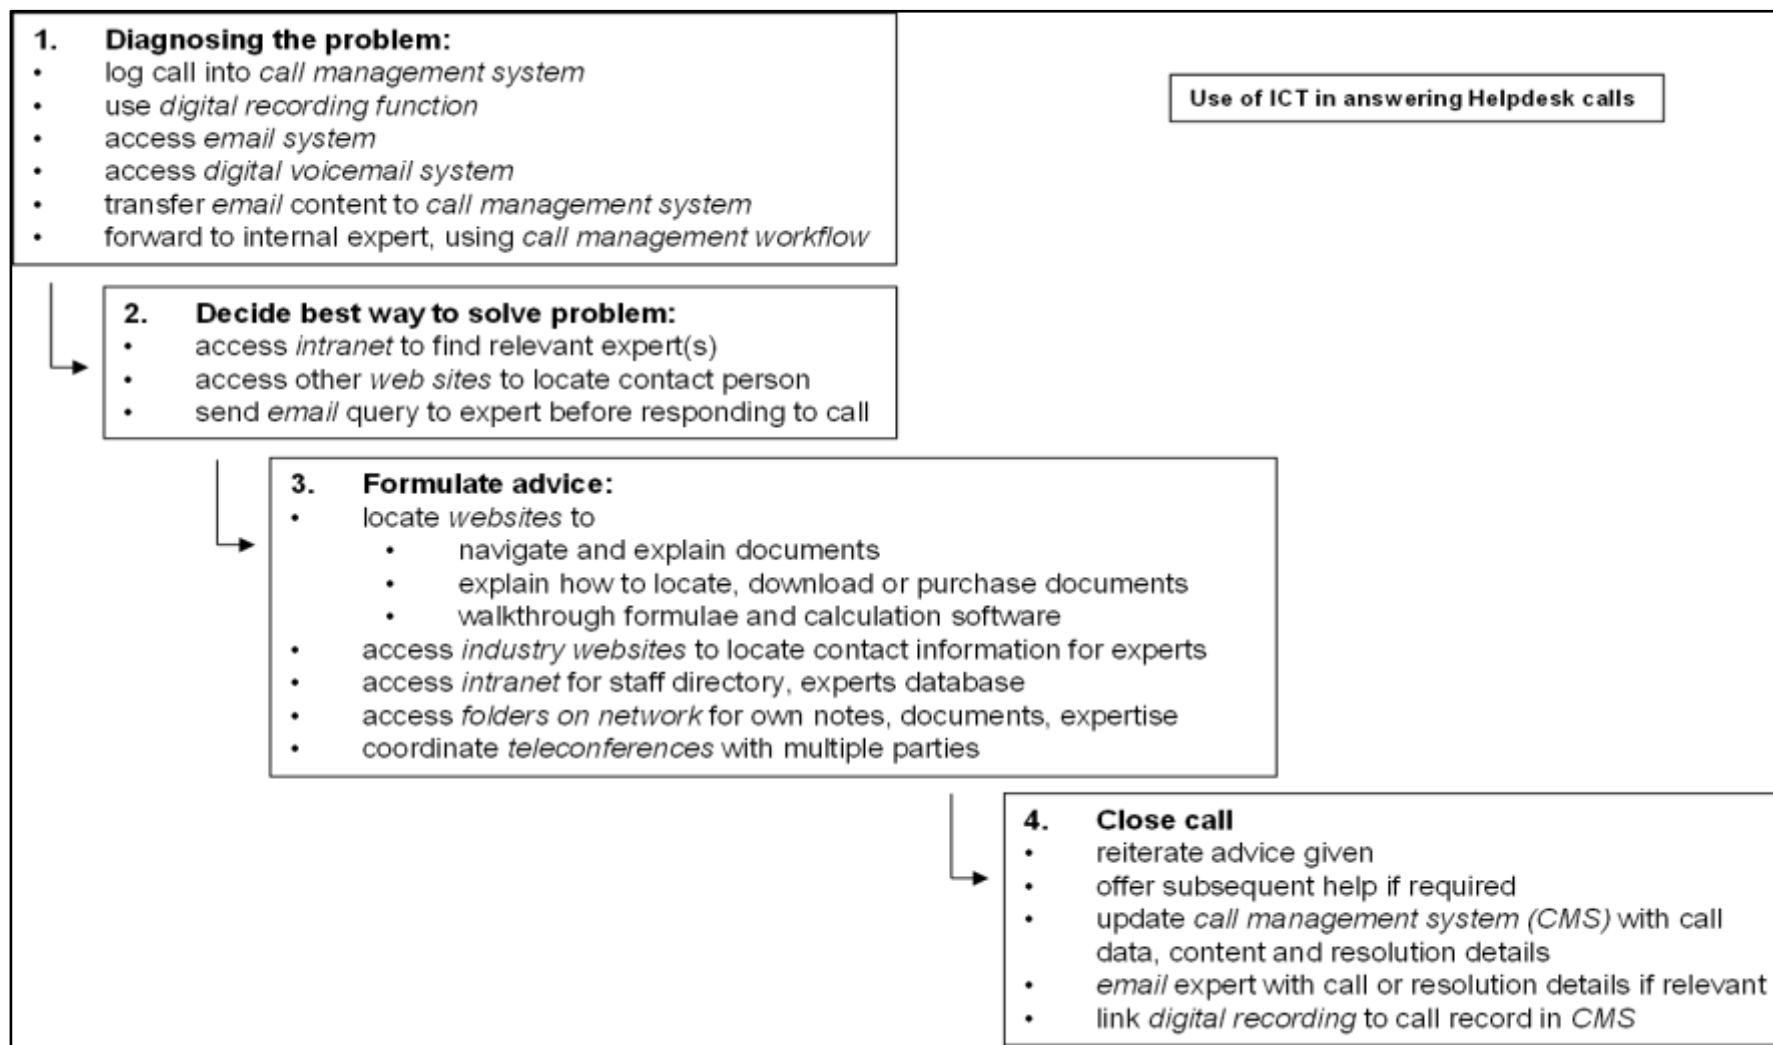 1. Diagnosing the problem:
• log call into call management system
• use digital recording function
• access email system
• access digital voicemail system
• transfer email content to call management system
• forward to internal expert, using call management workflow
Use of ICT in answering Helpdesk calls
2. Decide best way to solve problem:
• access intranet to find relevant expert(s)
• access other web sites to locate contact person
• send email query to expert before responding to call
3. Formulate advice:
• locate websites to
• navigate and explain documents
• explain how to locate, download or purchase documents
• walkthrough formulae and calculation software
• access industry websites to locate contact information for experts
• access intranet for staff directory, experts database
• access folders on network for own notes, documents, expertise
• coordinate teleconferences with multiple parties
4. Close call
• reiterate advice given
• offer subsequent help if required
• update call management system (CMS) with call
data, content and resolution details
• email expert with call or resolution details if relevant
• link digital recording to call record in CMS